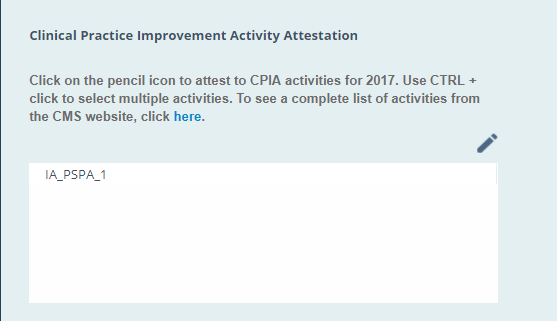 Clinical Practice Improvement Activity Attestation
Click on the pencil icon to attest to CPIA activities for 2017. Use CTRL +
click to select multiple activities. To see a complete list of activities from
the CMS website, click here.
IA_PSPA_1